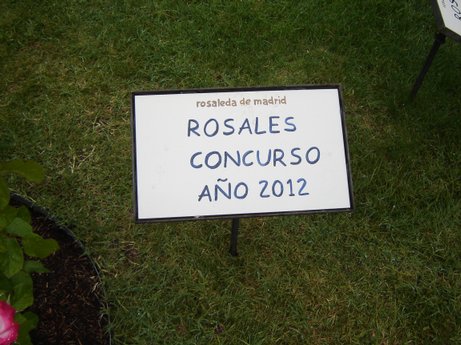 rosaleda de madrid
ROSALES
CONCURSO
AÑO 2012